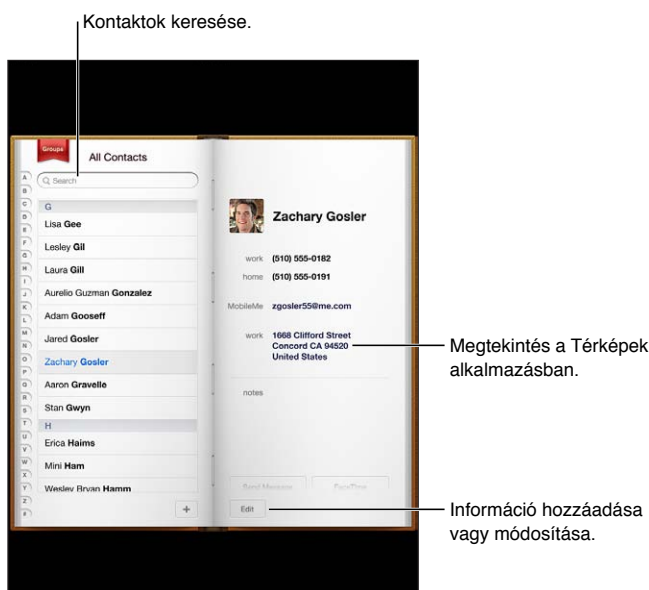 Kontaktok keresése.
Groups
All Contacts
Search
A
B
C
D
E
F
G
H
I
J
K
L
M
N
O
P
Q
R
S
T
U
V
W
X
Y
Z
#
G
Lisa Gee
Lesley Gil
Laura Gill
Aurelio Guzman Gonzalez
Adam Gooseff
Jared Gosler
Zachary Gosler
Aaron Gravelle
Stan Gwyn
H
Erica Haims
Mini Ham
Wesley Bryan Hamm
+
Zachary Gosler
work (510) 555-0182
home (510) 555-0191
MobileMe zgosler55@me.com
work 1668 Clifford Street
Concord CA 94520
United States
notes
Send Message
FaceTime
Edit
Megtekintés a Térképek
alkalmazásban.
Információ hozzáadása
vagy módosítása.